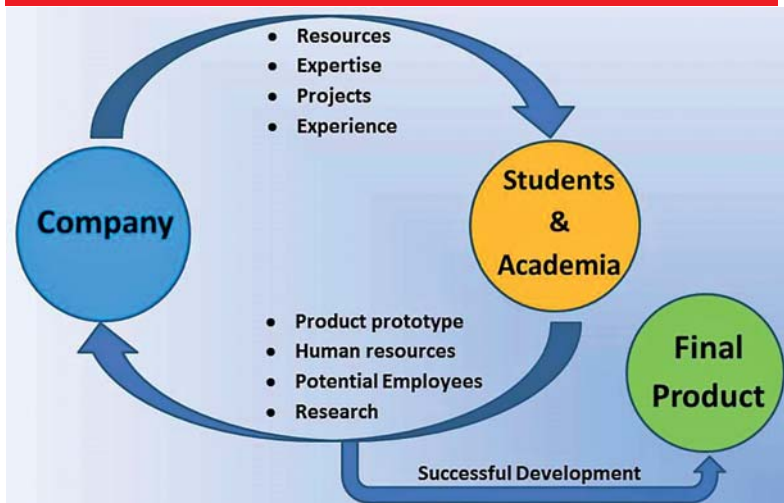 • Resources
• Expertise
• Projects
• Experience
Company
Students
&
Academia
• Product prototype
• Human resources
• Potential Employees
• Research
Final
Product
Successful Development